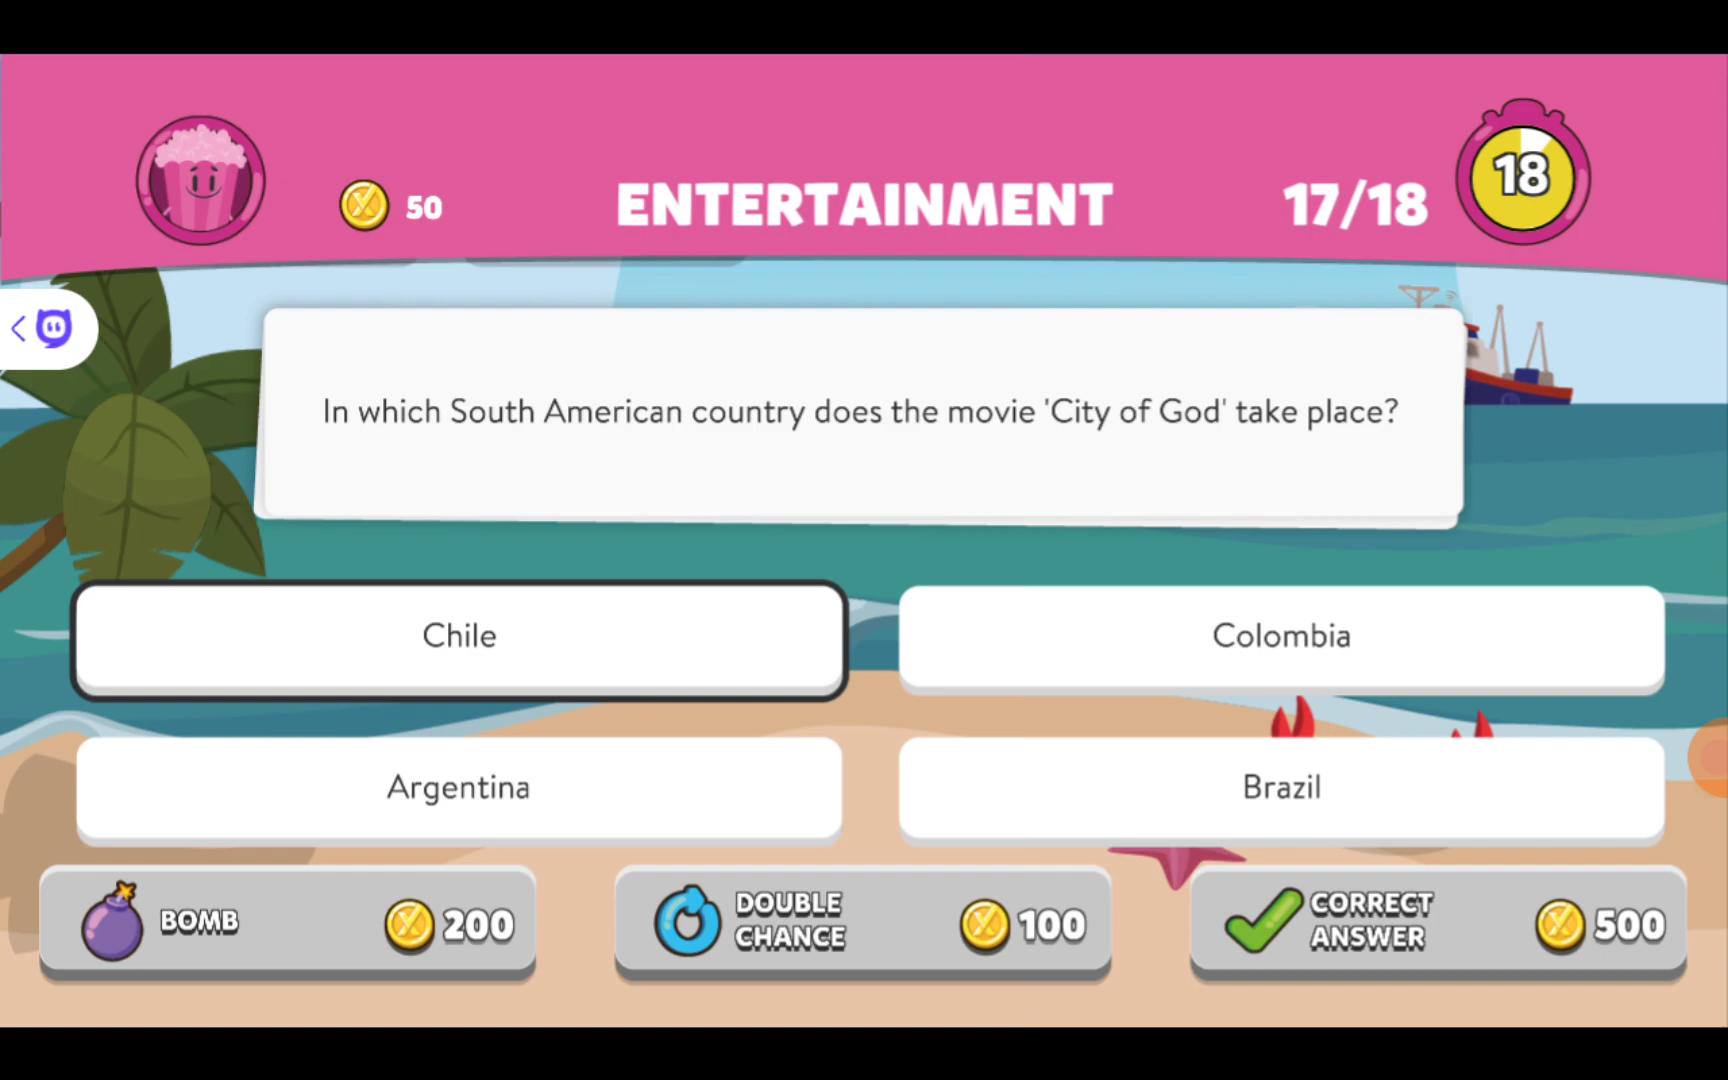 50
ENTERTAINMENT
17/18
18
In which South American country does the movie 'City of God' take place?
Chile
Colombia
Argentina
Brazil
BOMB
200
DOUBLE
CHANCE
100
CORRECT
ANSWER
500